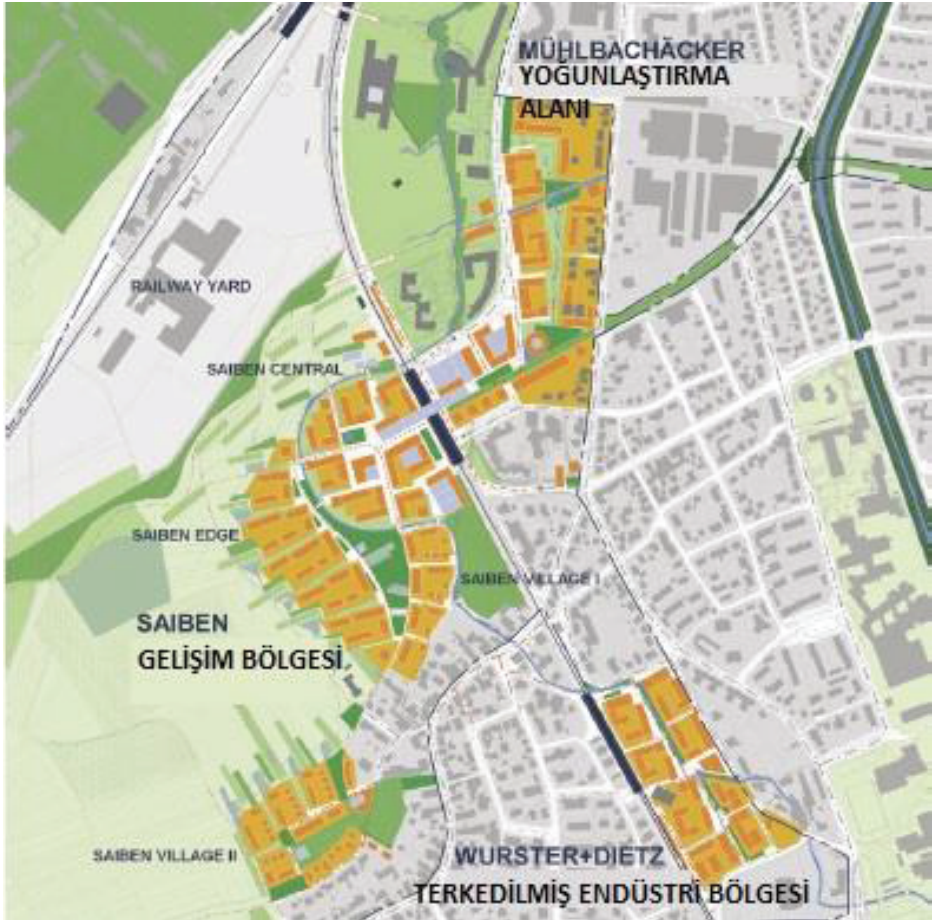 MÜHLBACHÄCKER
YOĞUNLAŞTIRMA
ALANI
RAILWAY YARD
SAIBEN CENTRAL
SAIBEN EDGE
SAIBEN VILLAGE I
SAIBEN
GELİŞİM BÖLGESİ
SAIBEN VILLAGE II
WURSTER+DIETZ
TERKEDİLMİŞ ENDÜSTRİ BÖLGESİ